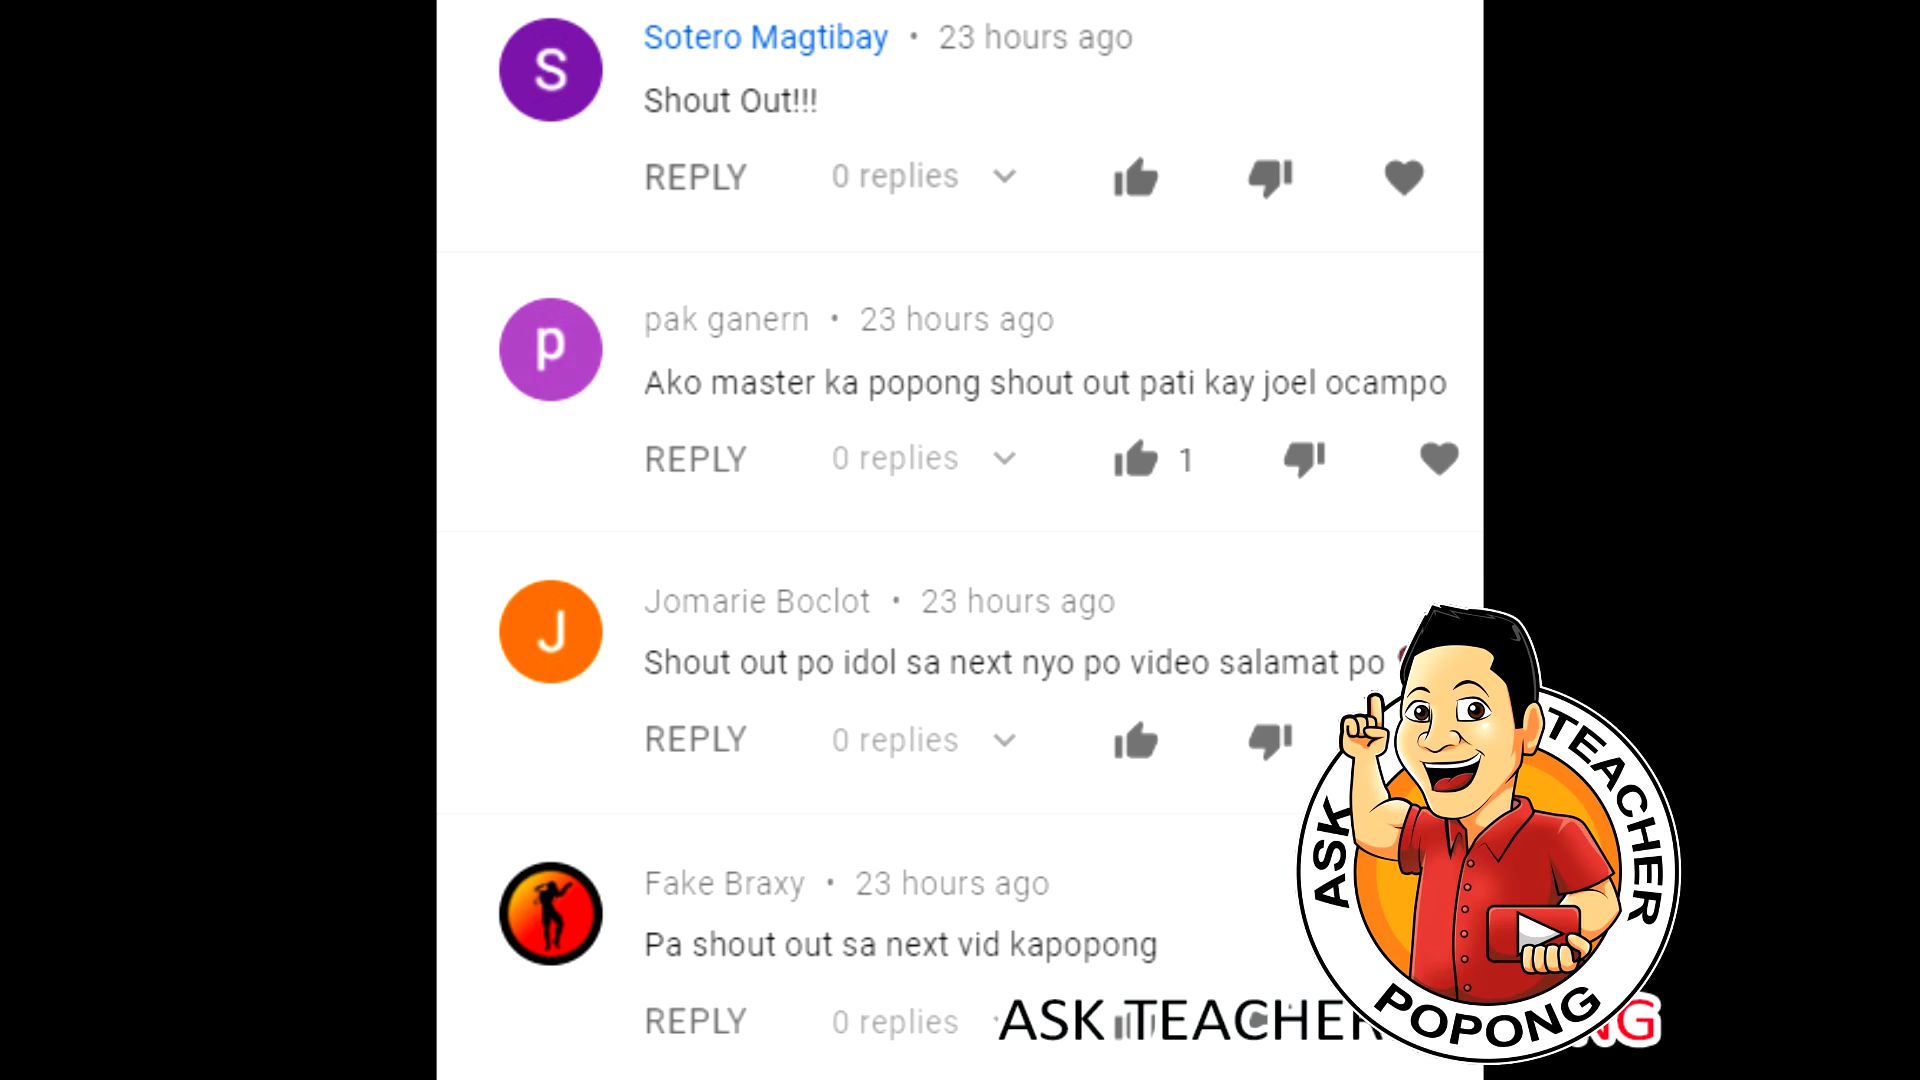 Sotero Magtibay • 23 hours ago
Shout Out!!!
REPLY 0 replies
pak ganern • 23 hours ago
Ako master ka popong shout out pati kay joel ocampo
REPLY 0 replies 1
Jomarie Boclot • 23 hours ago
Shout out po idol sa next nyo po video salamat po
REPLY 0 replies
Fake Braxy • 23 hours ago
Pa shout out sa next vid kapopong
REPLY 0 replies
ASK TEACHER
ASK TEACHER
POPONG